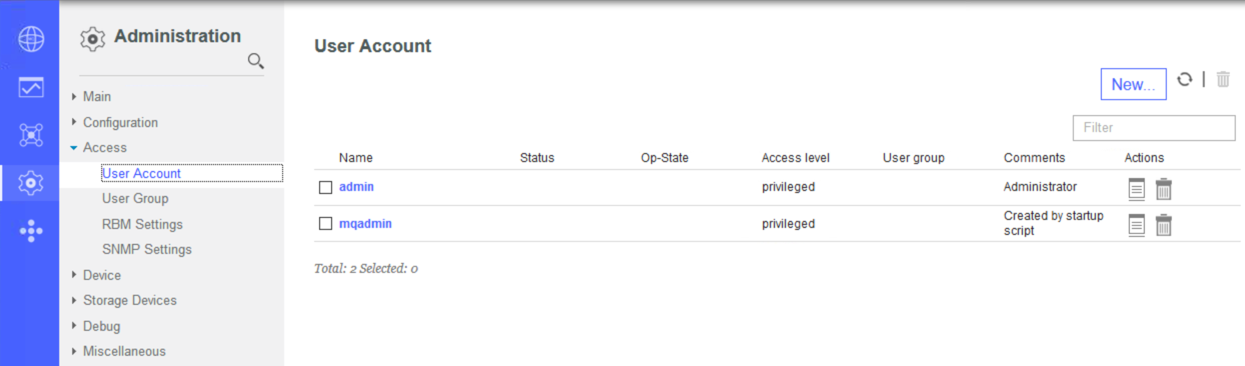 Administration
Main
Configuration
Access
User Account
User Group
RBM Settings
SNMP Settings
Device
Storage Devices
Debug
Miscellaneous
User Account
New...
Filter
Name Status Op-State Access level User group Comments Actions
admin privileged Administrator
mqadmin privileged Created by startup
script
Total: 2 Selected: 0